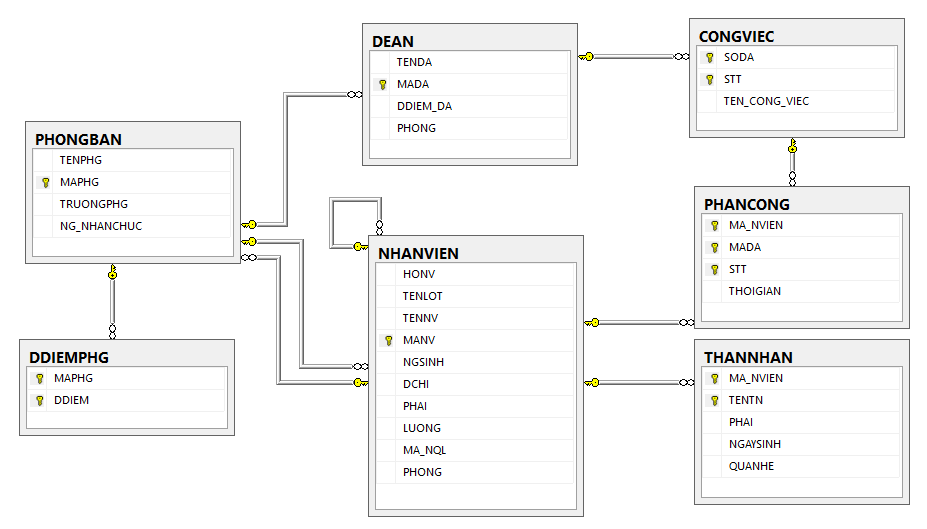 DEAN
TENDA
MADA
DDIEM_DA
PHONG
CONGVIEC
SODA
STT
TEN_CONG_VIEC
PHONGBAN
TENPHG
MAPHG
TRUONGPHG
NG_NHANCHUC
NHANVIEN
HONV
TENLOT
TENNV
MANV
NGSINH
DCHI
PHAI
LUONG
MA_NQL
PHONG
PHANCONG
MA_NVIEN
MADA
STT
THOIGIAN
DDIEMPHG
MAPHG
DDIEM
THANNHAN
MA_NVIEN
TENTN
PHAI
NGAYSINH
QUANHE